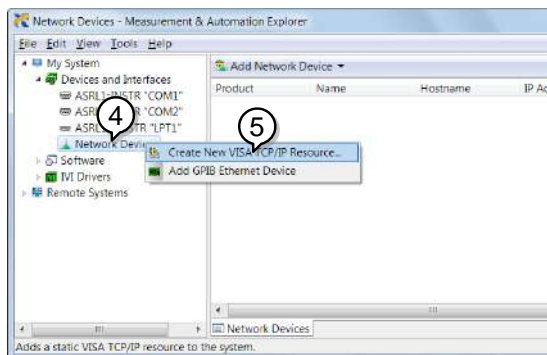 Network Devices - Measurement & Automation Explorer
File Edit View Tools Help
My System
Devices and Interfaces
ASRL1::INSTR "COM1"
ASRL2::INSTR "COM2"
"LPT1"
Network
Software
IVI Drivers
Remote Systems
Add Network Device
Product Name Hostname IP Ad
4
5
Create New VISA TCP/IP Resource...
Add GPIB Ethernet Device
Network Devices
Adds a static VISA TCP/IP resource to the system.